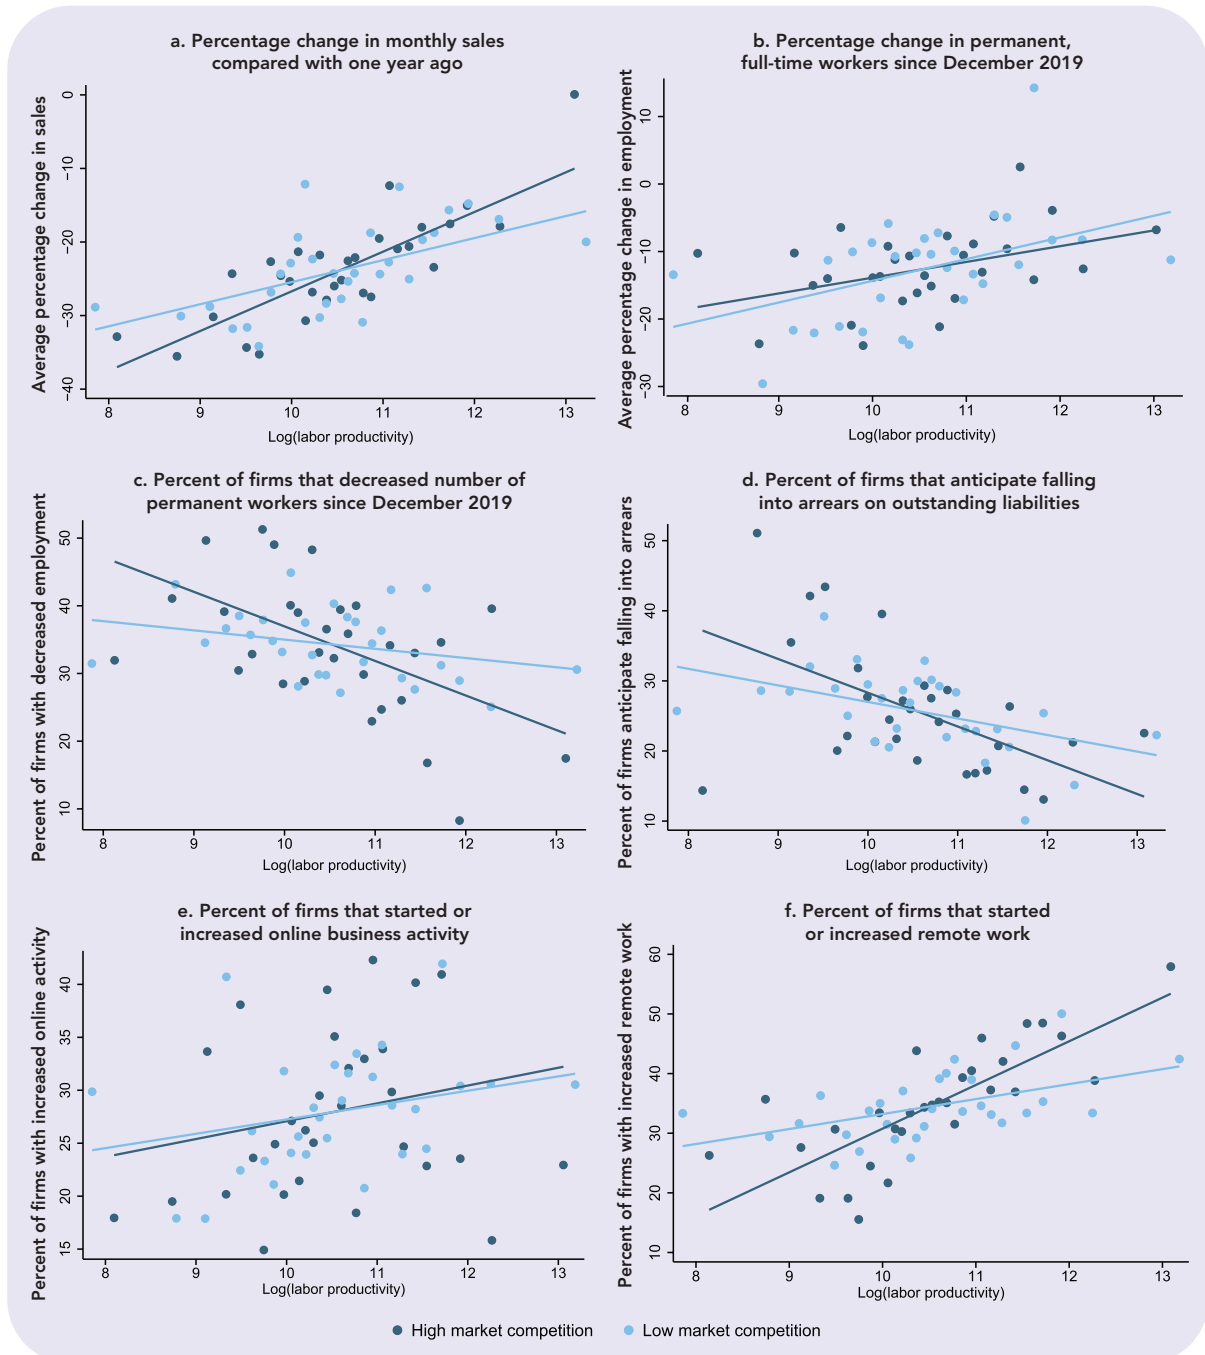 a. Percentage change in monthly sales
compared with one year ago
Average percentage change in sales
0
−10
−20
−30
−40
8 9 10 11 12 13
Log(labor productivity)
b. Percentage change in permanent,
full-time workers since December 2019
Average percentage change in employment
10
0
−10
−20
−30
8 9 10 11 12 13
Log(labor productivity)
c. Percent of firms that decreased number of
permanent workers since December 2019
Percent of firms with decreased employment
50
40
30
20
10
8 9 10 11 12 13
Log(labor productivity)
d. Percent of firms that anticipate falling
into arrears on outstanding liabilities
Percent of firms anticipate falling into arrears
50
40
30
20
10
8 9 10 11 12 13
Log(labor productivity)
e. Percent of firms that started or
increased online business activity
Percent of firms with increased online activity
40
35
30
25
20
15
8 9 10 11 12 13
Log(labor productivity)
f. Percent of firms that started
or increased remote work
Percent of firms with increased remote work
60
50
40
30
20
10
8 9 10 11 12 13
Log(labor productivity)
High market competition Low market competition